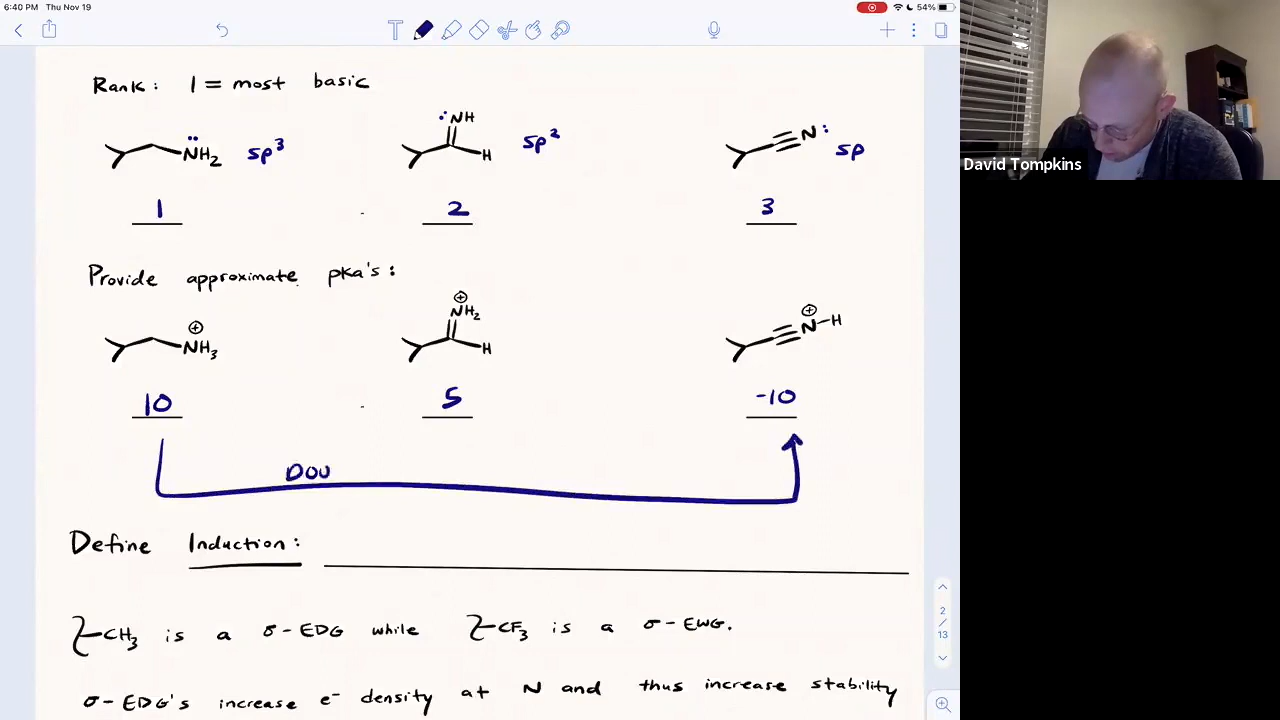 6:40 PM Thu Nov 19
54%
Rank: 1 = most basic
NH2 sp3
NH
H
sp2
N: sp
1 2 3
Provide approximate pka's:
⊕
NH3
⊕
NH2
H
⊕
N-H
10 5 -10
DOU
Define Induction:
CH3 is a σ-EDG while CF3 is a σ-EWG.
σ-EDG's increase e- density at N and thus increase stability
2
/
13
David Tompkins